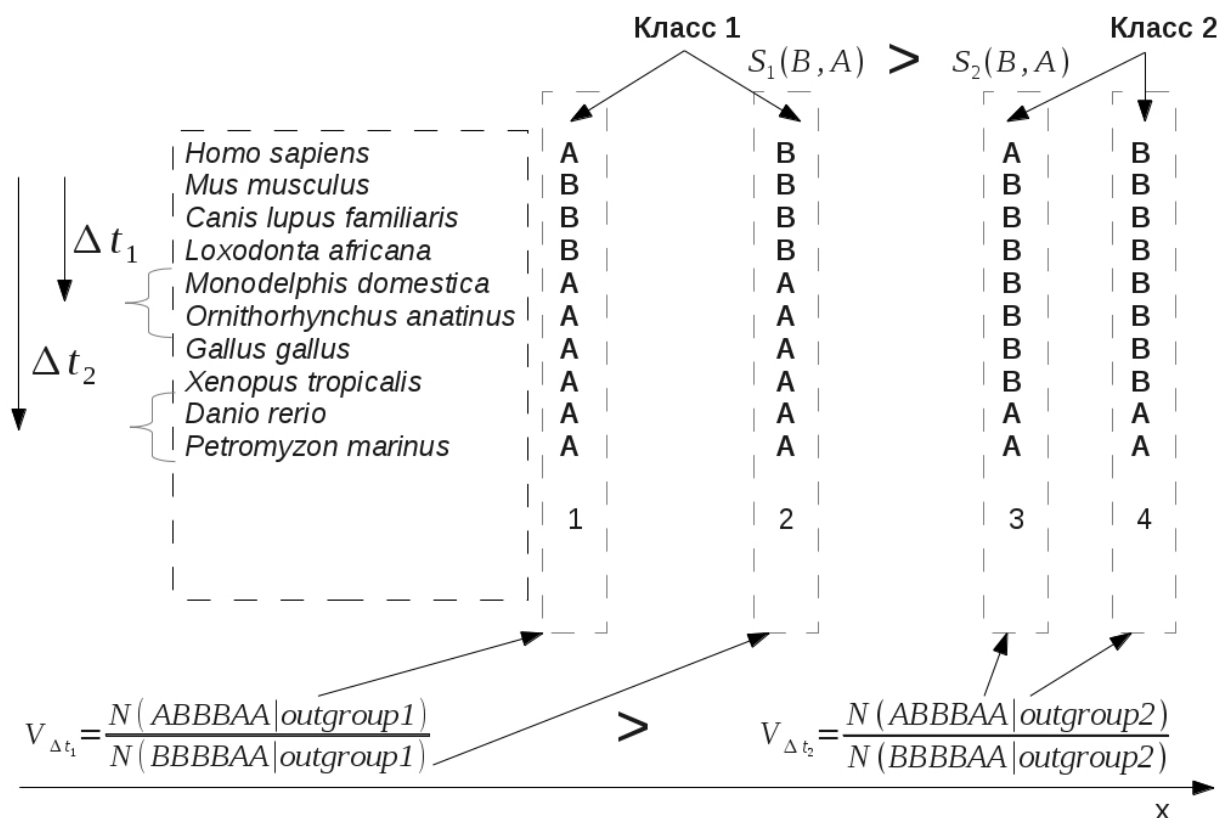 Класс 1 Класс 2
S₁(B, A) > S₂(B, A)
Homo sapiens A B A B
Mus musculus B B B B
Canis lupus familiaris B B B B
Δt₁ Loxodonta africana B B B B
Monodelphis domestica A A B B
Ornithorhynchus anatinus A A B B
Δt₂ Gallus gallus A A B B
Xenopus tropicalis A A B B
Danio rerio A A A A
Petromyzon marinus A A A A
1 2 3 4
V Δt₁ = N(ABBBAA|outgroup1) / N(BBBBAA|outgroup1) > V Δt₂ = N(ABBBAA|outgroup2) / N(BBBBAA|outgroup2)
x